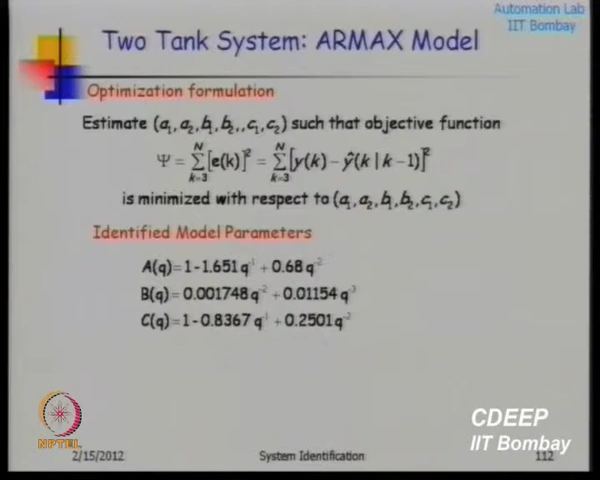 Automation Lab
IIT Bombay
Two Tank System: ARMAX Model
Optimization formulation
Estimate (a₁,a₂,b₁,b₂,,c₁,c₂) such that objective function
Ψ = Σ_{k=3}^{N} [e(k)]² = Σ_{k=3}^{N} [y(k) − ŷ(k | k−1)]²
is minimized with respect to (a₁,a₂,b₁,b₂,c₁,c₂)
Identified Model Parameters
A(q) = 1 - 1.651 q⁻¹ + 0.68 q⁻²
B(q) = 0.001748 q⁻² + 0.01154 q⁻³
C(q) = 1 - 0.8367 q⁻¹ + 0.2501 q⁻²
NPTEL
CDEEP
IIT Bombay
2/15/2012
System Identification
112